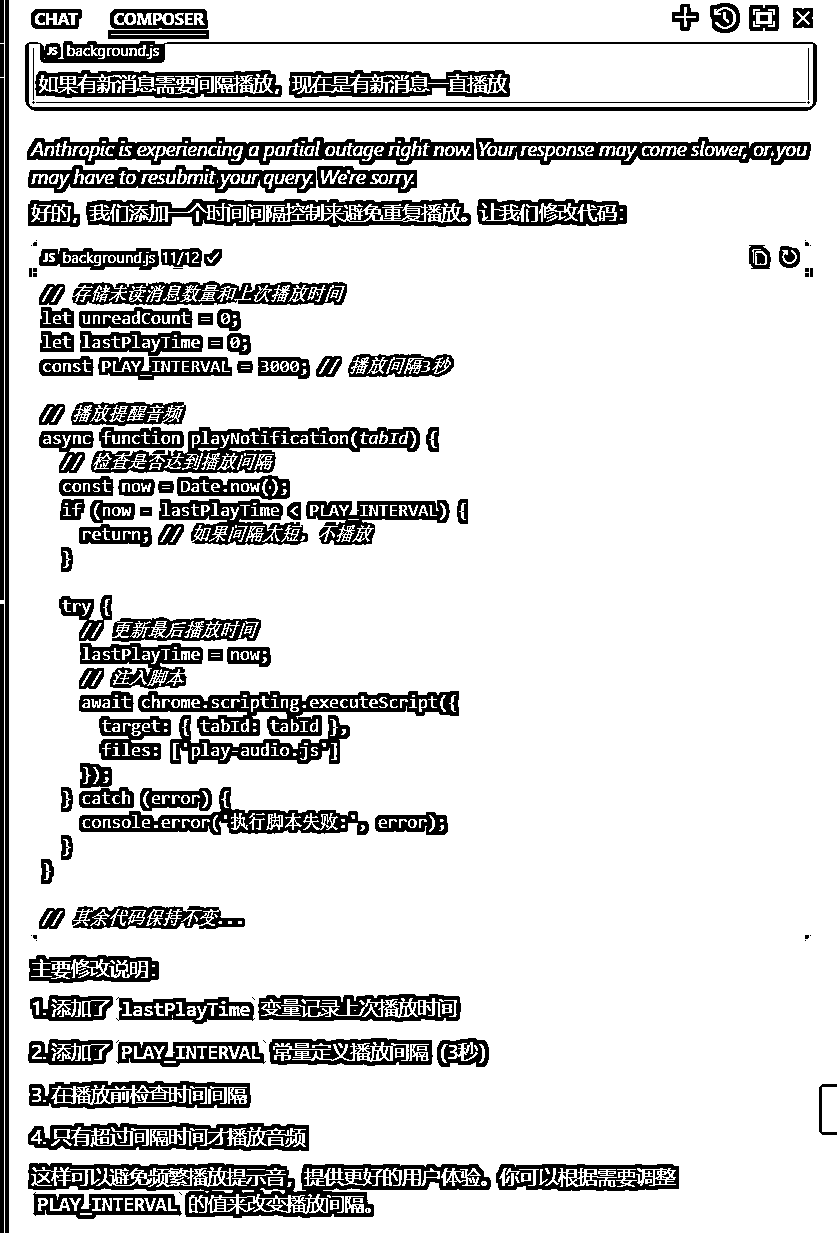 CHAT COMPOSER
JS background.js
如果有新消息需要间隔播放，现在是有新消息一直播放
Anthropic is experiencing a partial outage right now. Your response may come slower, or you
may have to resubmit your query. We're sorry.
好的，我们添加一个时间间隔控制来避免重复播放。让我们修改代码：
JS background.js 11/12 ✓
// 存储未读消息数量和上次播放时间
let unreadCount = 0;
let lastPlayTime = 0;
const PLAY_INTERVAL = 3000; // 播放间隔3秒
// 播放提醒音频
async function playNotification(tabId) {
// 检查是否达到播放间隔
const now = Date.now();
if (now - lastPlayTime < PLAY_INTERVAL) {
return; // 如果间隔太短，不播放
}
try {
// 更新最后播放时间
lastPlayTime = now;
// 注入脚本
await chrome.scripting.executeScript({
target: { tabId: tabId },
files: ['play-audio.js']
});
} catch (error) {
console.error('执行脚本失败:', error);
}
}
// 其余代码保持不变...
主要修改说明：
1. 添加了 lastPlayTime 变量记录上次播放时间
2. 添加了 PLAY_INTERVAL 常量定义播放间隔（3秒）
3. 在播放前检查时间间隔
4. 只有超过间隔时间才播放音频
这样可以避免频繁播放提示音，提供更好的用户体验。你可以根据需要调整
PLAY_INTERVAL 的值来改变播放间隔。